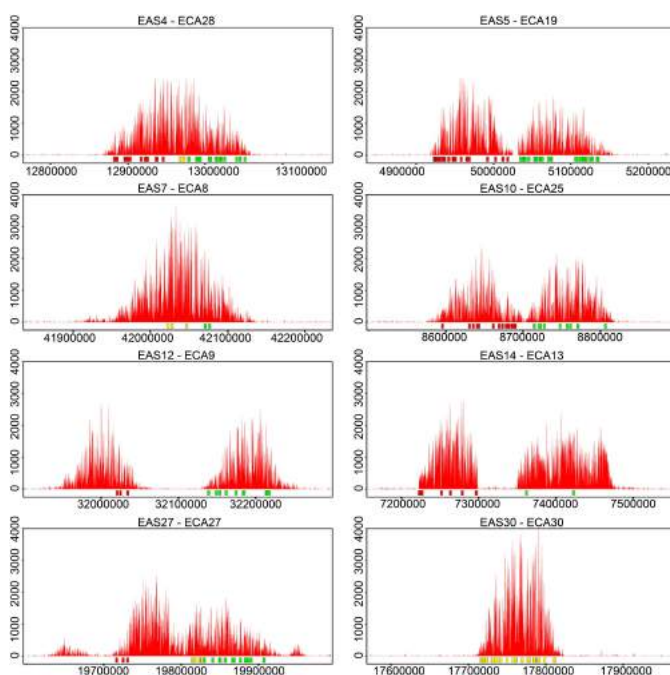 EAS4 - ECA28
0 1000 2000 3000 4000
12800000 12900000 13000000 13100000
EAS5 - ECA19
0 1000 2000 3000 4000
4900000 5000000 5100000 5200000
EAS7 - ECA8
0 1000 2000 3000 4000
41900000 42000000 42100000 42200000
EAS10 - ECA25
0 1000 2000 3000 4000
8600000 8700000 8800000
EAS12 - ECA9
0 1000 2000 3000 4000
32000000 32100000 32200000
EAS14 - ECA13
0 1000 2000 3000 4000
7200000 7300000 7400000 7500000
EAS27 - ECA27
0 1000 2000 3000 4000
19700000 19800000 19900000
EAS30 - ECA30
0 1000 2000 3000 4000
17600000 17700000 17800000 17900000